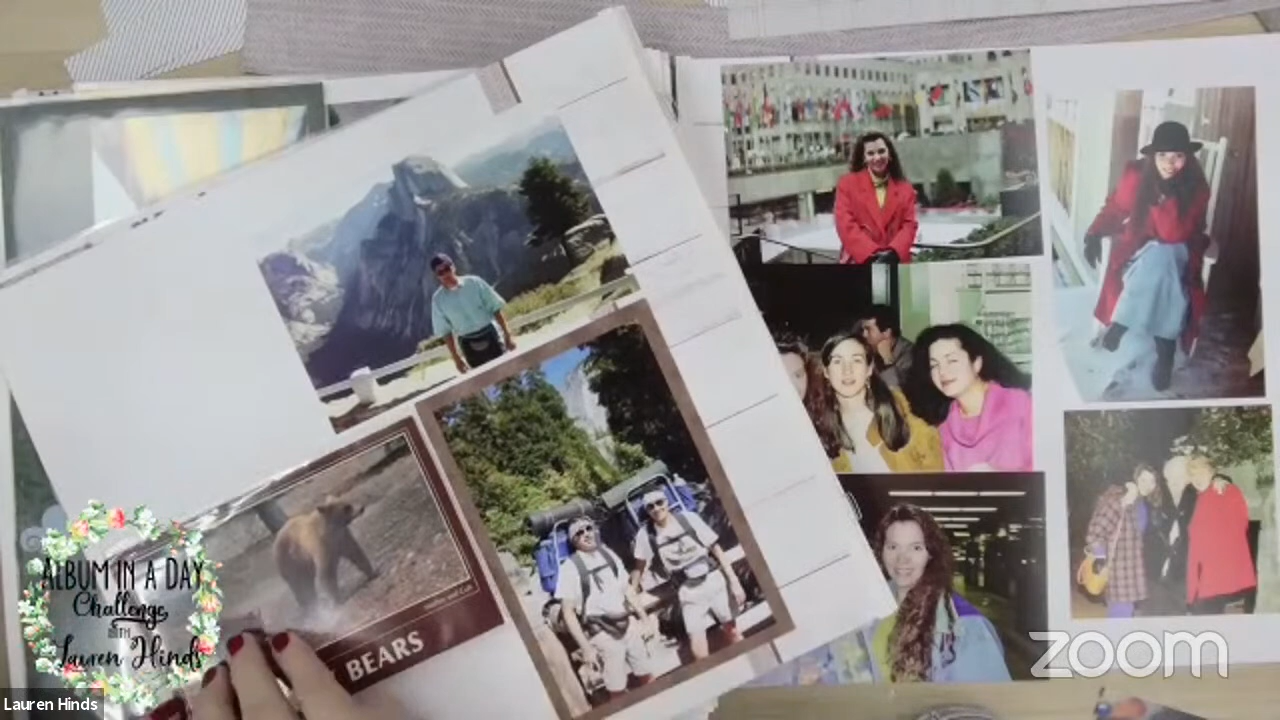 BEARS
ALBUM IN A DAY
Challenge
WITH
Lauren Hinds
Lauren Hinds
zoom